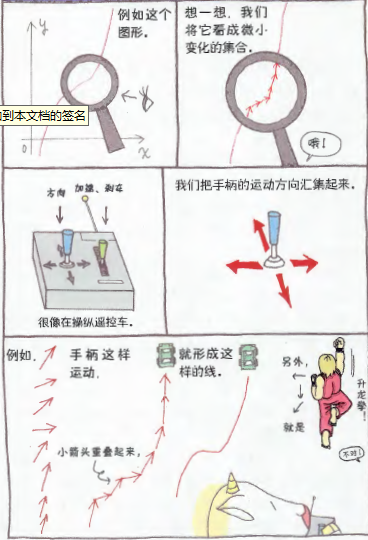 例如这个
图形。
y
0
x
到本文档的签名
想一想，我们
将它看成微小
变化的集合。
哦！
方向
加速、刹车
很像在操纵遥控车。
我们把手柄的运动方向汇集起来。
例如，
手柄这样
运动，
小箭头重叠起来，
就形成这
样的线。
另外，
就是
升龙拳！
不对！